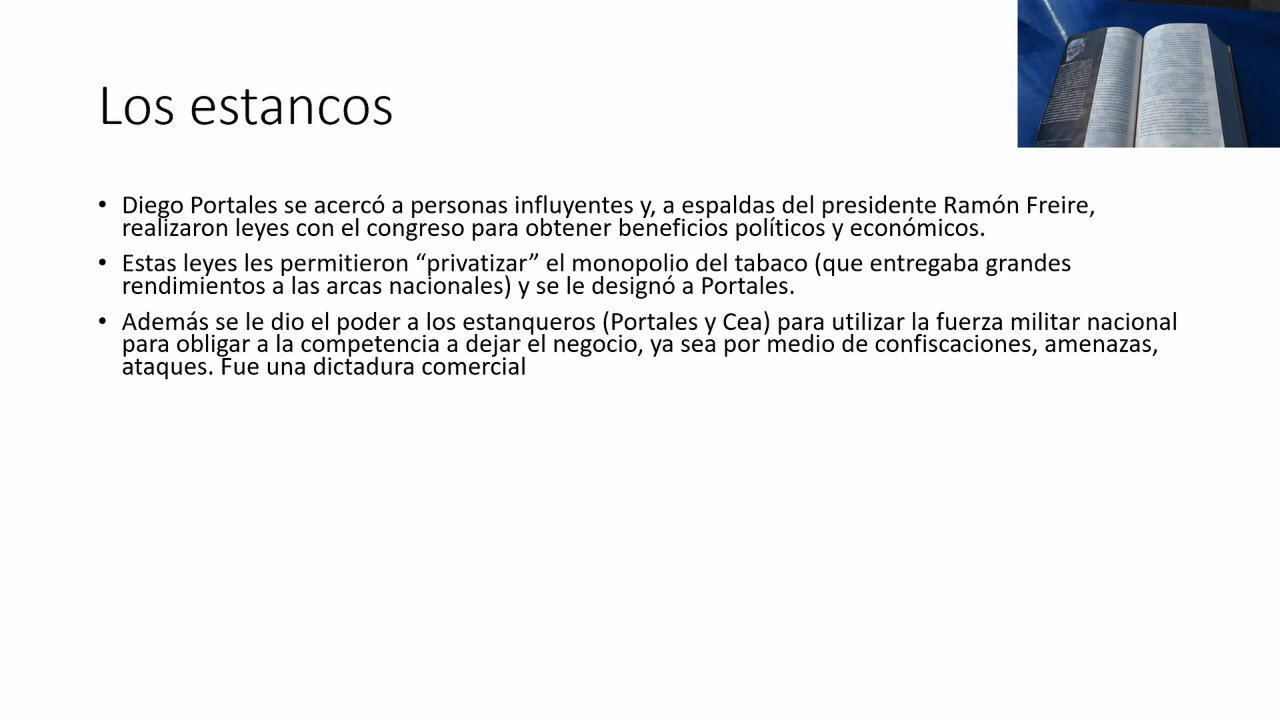 Los estancos
• Diego Portales se acercó a personas influyentes y, a espaldas del presidente Ramón Freire,
realizaron leyes con el congreso para obtener beneficios políticos y económicos.
• Estas leyes les permitieron “privatizar” el monopolio del tabaco (que entregaba grandes
rendimientos a las arcas nacionales) y se le designó a Portales.
• Además se le dio el poder a los estanqueros (Portales y Cea) para utilizar la fuerza militar nacional
para obligar a la competencia a dejar el negocio, ya sea por medio de confiscaciones, amenazas,
ataques. Fue una dictadura comercial